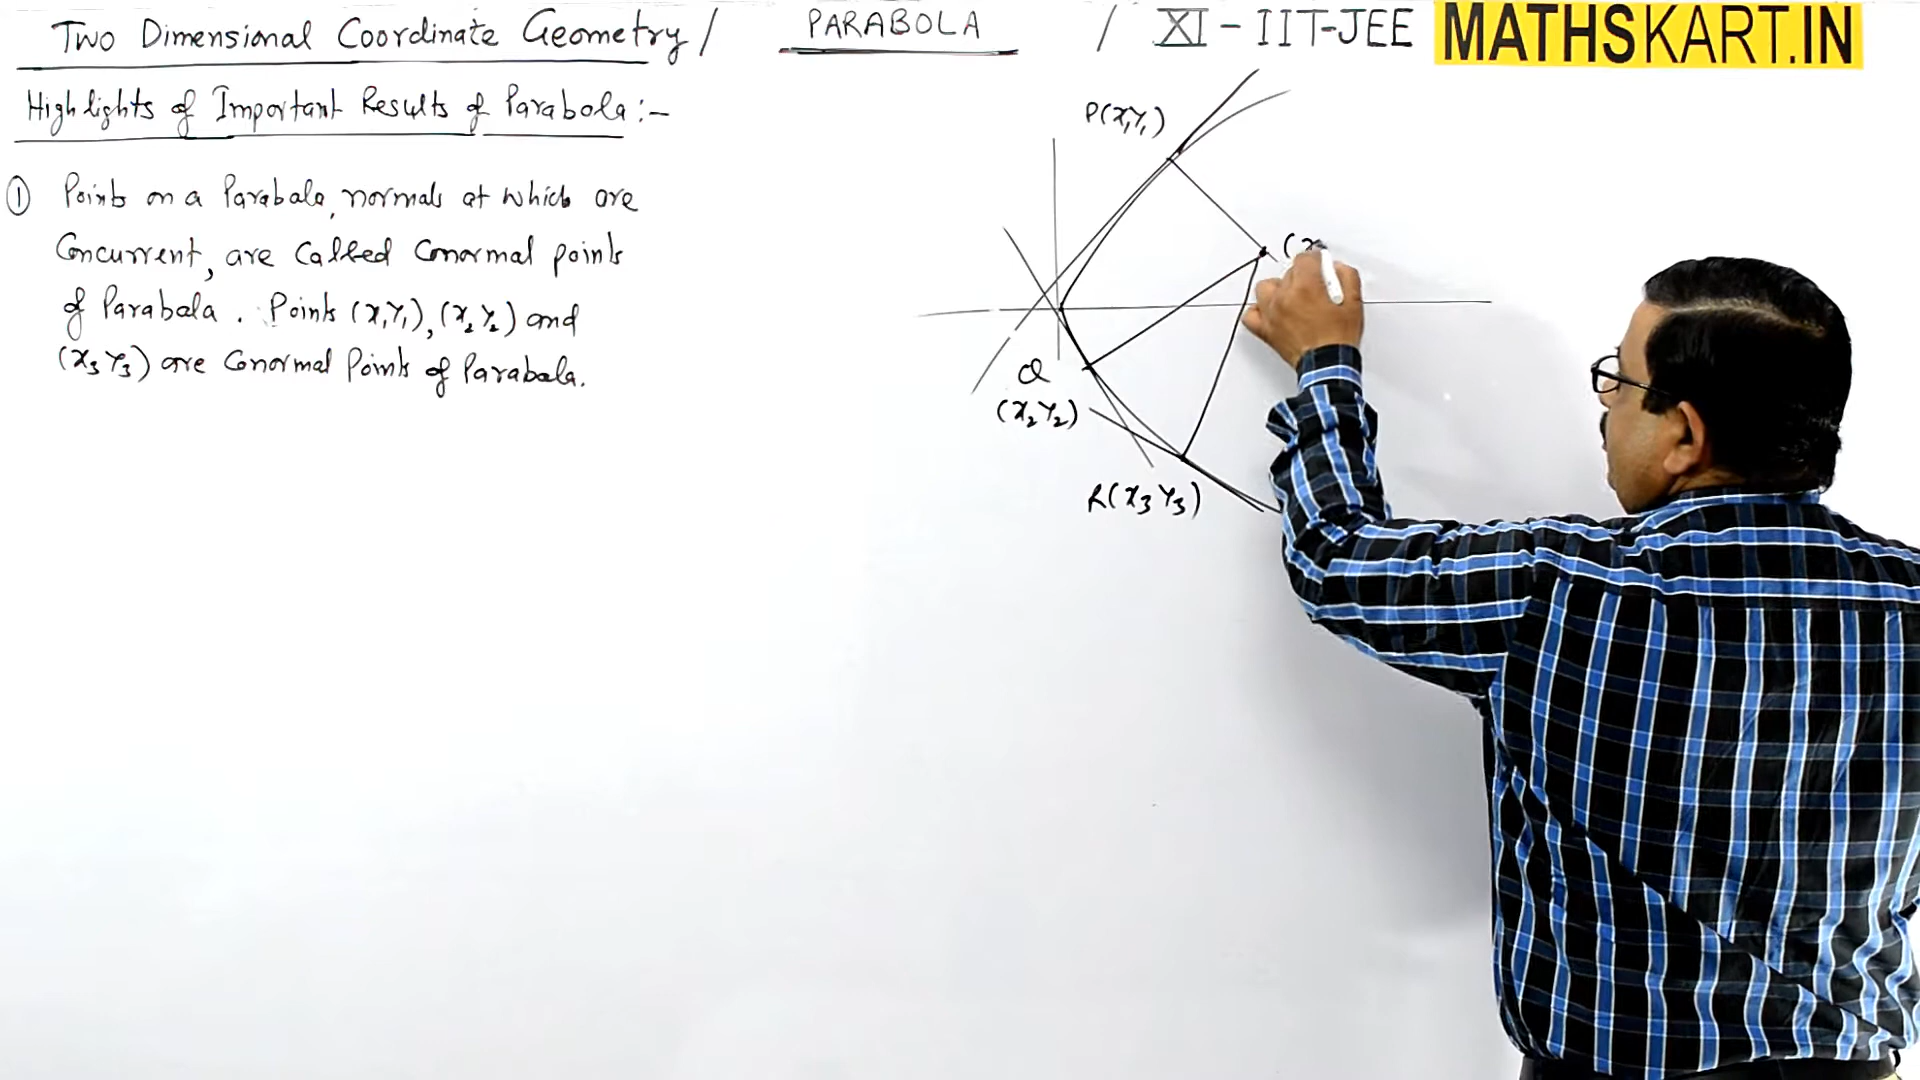 Two Dimensional Coordinate Geometry / PARABOLA / XI - IIT-JEE MATHSKART.IN
Highlights of Important Results of Parabola :-
① Points on a Parabola, normals at which are
Concurrent, are Called Conormal points
of Parabala. Points (x₁y₁), (x₂y₂) and
(x₃y₃) are Conormal Points of Parabala.
P(x₁y₁)
(x
Q
(x₂y₂)
R(x₃y₃)